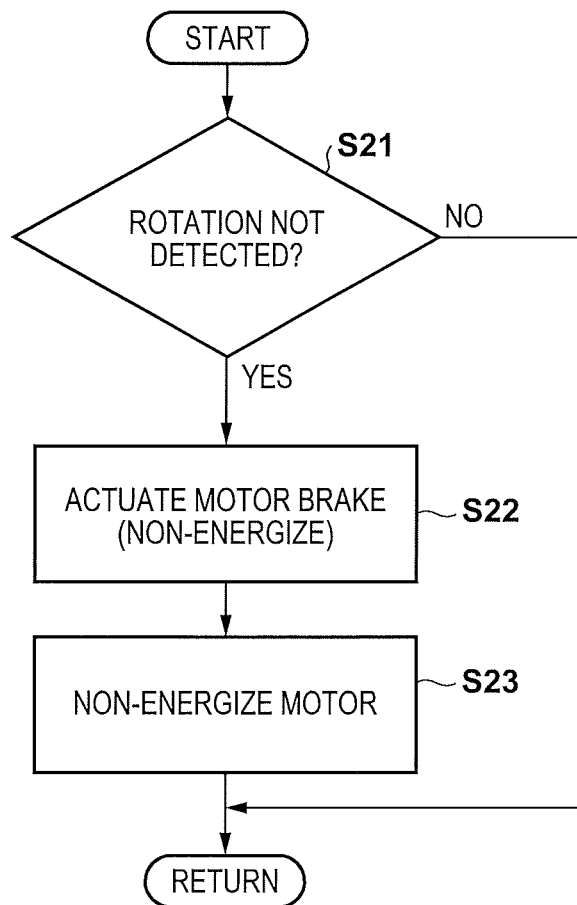 START
S21
ROTATION NOT
DETECTED?
NO
YES
ACTUATE MOTOR BRAKE
(NON-ENERGIZE)
S22
NON-ENERGIZE MOTOR
S23
RETURN